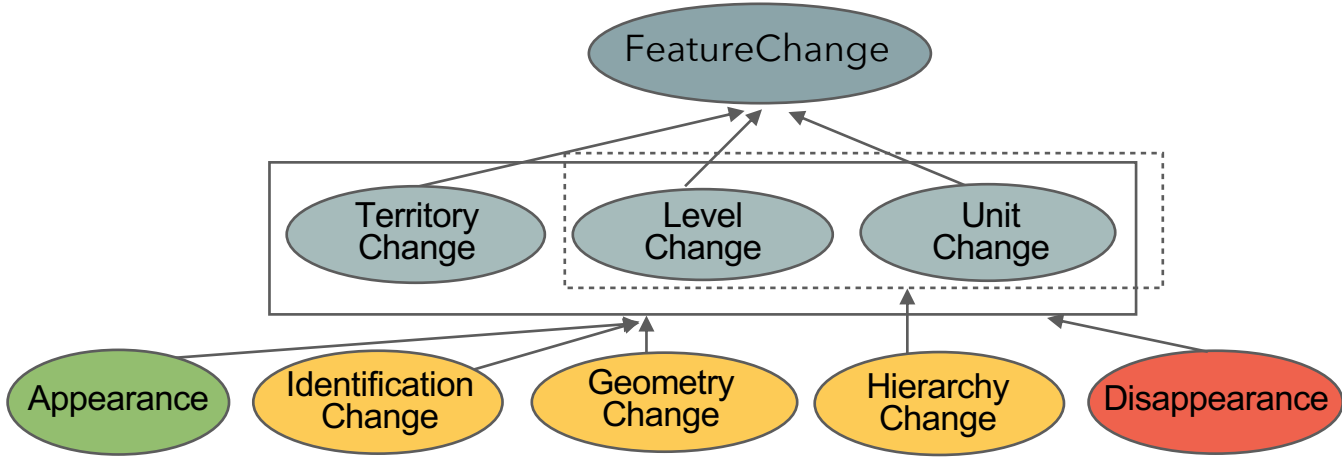 FeatureChange
Territory
Change
Level
Change
Unit
Change
Appearance
Identification
Change
Geometry
Change
Hierarchy
Change
Disappearance